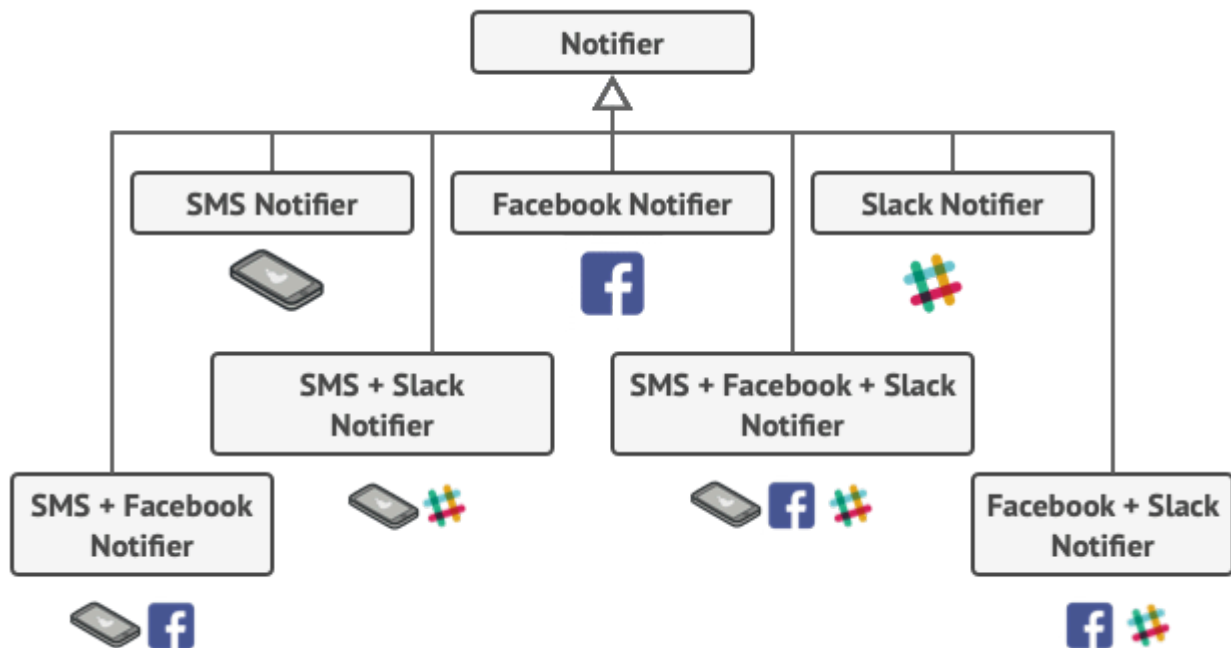 Notifier
SMS Notifier
Facebook Notifier
Slack Notifier
SMS + Slack
Notifier
SMS + Facebook + Slack
Notifier
SMS + Facebook
Notifier
Facebook + Slack
Notifier